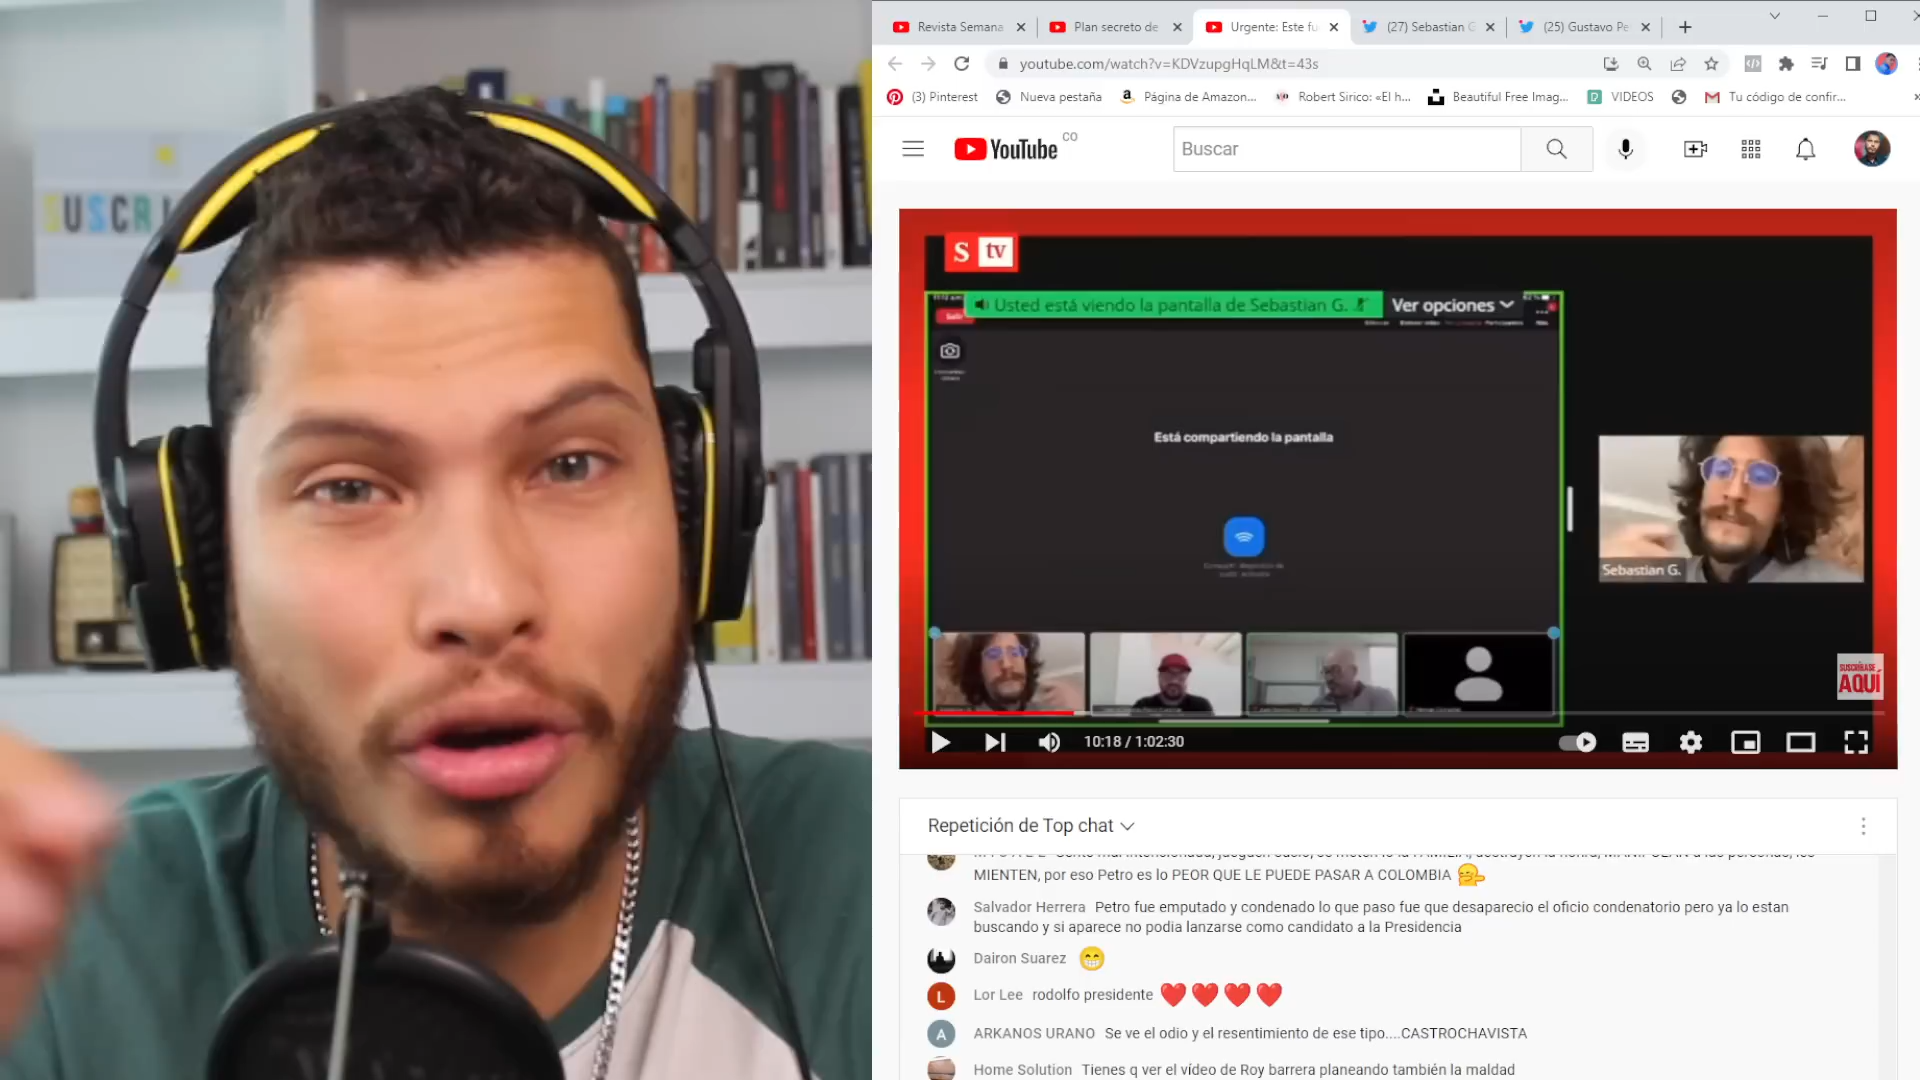 SUSCRI
Revista Semana
Plan secreto de
Urgente: Este fu
(27) Sebastian G
(25) Gustavo Pe
youtube.com/watch?v=KDVzupgHqLM&t=43s
(3) Pinterest
Nueva pestaña
Página de Amazon...
Robert Sirico: «El h...
Beautiful Free Imag...
VIDEOS
Tu código de confir...
YouTube CO
Buscar
S tv
Salir
Usted está viendo la pantalla de Sebastian G.
Ver opciones
Está compartiendo la pantalla
Sebastian G.
SUSCRÍBASE
AQUÍ
10:18 / 1:02:30
Repetición de Top chat
MIENTEN, por eso Petro es lo PEOR QUE LE PUEDE PASAR A COLOMBIA
Salvador Herrera Petro fue emputado y condenado lo que paso fue que desaparecio el oficio condenatorio pero ya lo estan
buscando y si aparece no podia lanzarse como candidato a la Presidencia
Dairon Suarez
L
Lor Lee rodolfo presidente
A
ARKANOS URANO Se ve el odio y el resentimiento de ese tipo....CASTROCHAVISTA
Home Solution Tienes q ver el vídeo de Roy barrera planeando también la maldad